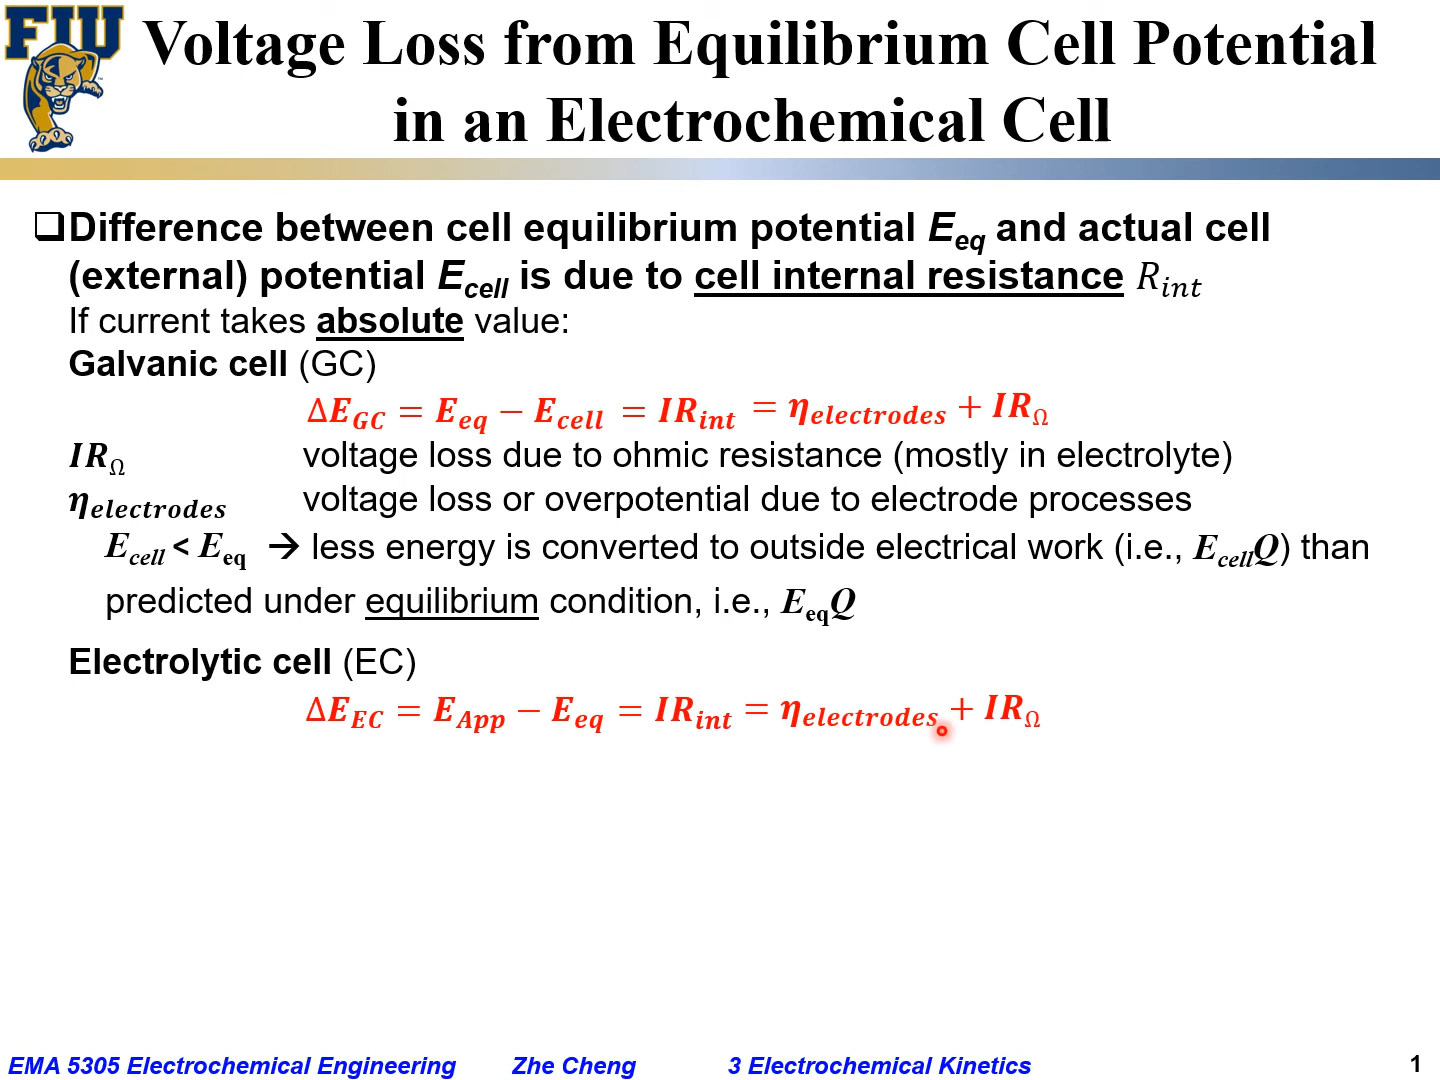 FIU
Voltage Loss from Equilibrium Cell Potential
in an Electrochemical Cell
❑Difference between cell equilibrium potential E_eq and actual cell
(external) potential E_cell is due to cell internal resistance R_int
If current takes absolute value:
Galvanic cell (GC)
ΔE_GC = E_eq − E_cell = IR_int = η_electrodes + IR_Ω
IR_Ω voltage loss due to ohmic resistance (mostly in electrolyte)
η_electrodes voltage loss or overpotential due to electrode processes
E_cell < E_eq → less energy is converted to outside electrical work (i.e., E_cellQ) than
predicted under equilibrium condition, i.e., E_eqQ
Electrolytic cell (EC)
ΔE_EC = E_App − E_eq = IR_int = η_electrodes + IR_Ω
EMA 5305 Electrochemical Engineering Zhe Cheng 3 Electrochemical Kinetics 1